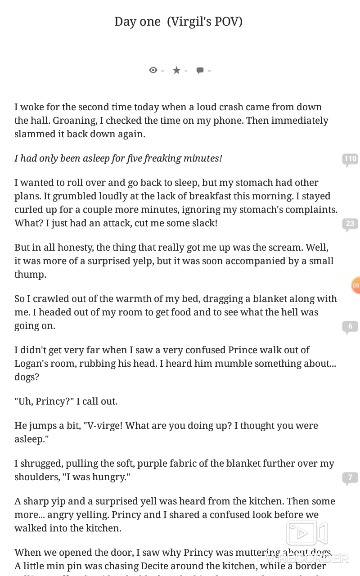 Day one (Virgil's POV)
I woke for the second time today when a loud crash came from down
the hall. Groaning, I checked the time on my phone. Then immediately
slammed it back down again.
I had only been asleep for five freaking minutes!
110
I wanted to roll over and go back to sleep, but my stomach had other
plans. It grumbled loudly at the lack of breakfast this morning. I stayed
curled up for a couple more minutes, ignoring my stomach's complaints.
What? I just had an attack, cut me some slack!
23
But in all honesty, the thing that really got me up was the scream. Well,
it was more of a surprised yelp, but it was soon accompanied by a small
thump.
So I crawled out of the warmth of my bed, dragging a blanket along with
me. I headed out of my room to get food and to see what the hell was
going on.
6
I didn't get very far when I saw a very confused Prince walk out of
Logan's room, rubbing his head. I heard him mumble something about...
dogs?
"Uh, Princy?" I call out.
He jumps a bit, "V-virge! What are you doing up? I thought you were
asleep."
I shrugged, pulling the soft, purple fabric of the blanket further over my
shoulders, "I was hungry."
7
A sharp yip and a surprised yell was heard from the kitchen. Then some
more... angry yelling. Princy and I shared a confused look before we
walked into the kitchen.
When we opened the door, I saw why Princy was muttering about dogs.
A little min pin was chasing Decite around the kitchen, while a border